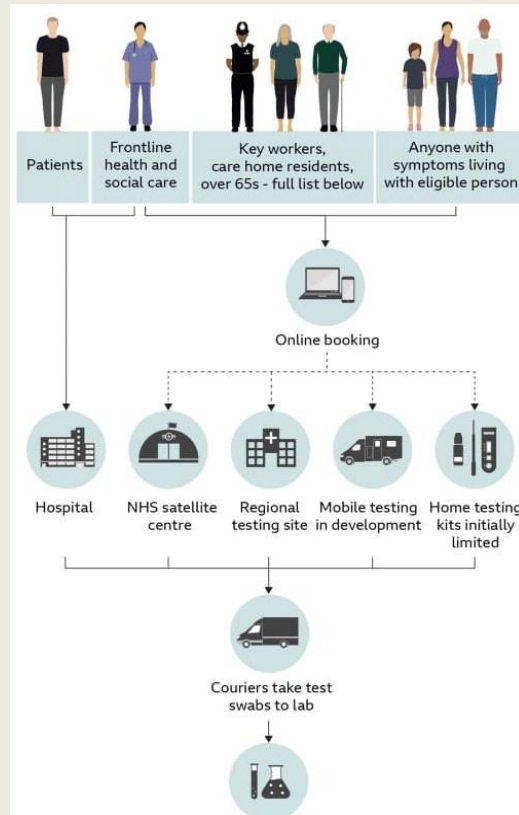 Patients
Frontline
health and
social care
Key workers,
care home residents,
over 65s - full list below
Anyone with
symptoms living
with eligible person
Online booking
Hospital
NHS satellite
centre
Regional
testing site
Mobile testing
in development
Home testing
kits initially
limited
Couriers take test
swabs to lab